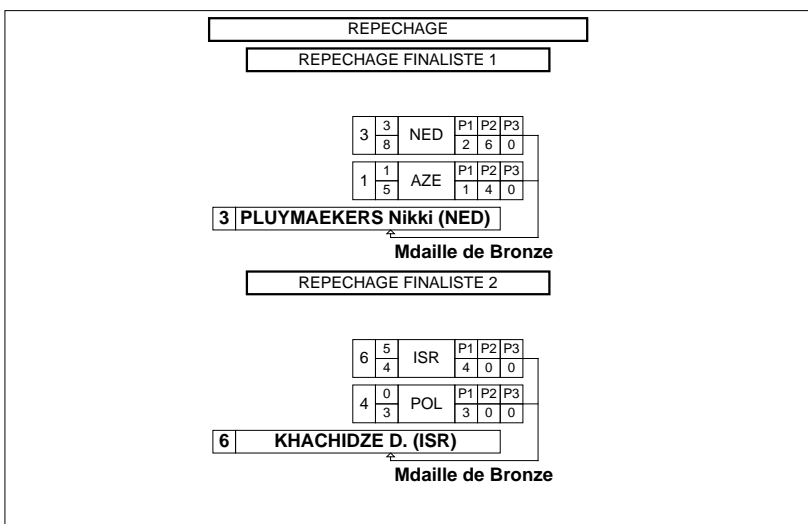 REPECHAGE
REPECHAGE FINALISTE 1
3 3 NED P1 P2 P3
8 2 6 0
1 1 AZE P1 P2 P3
5 1 4 0
3 PLUYMAEKERS Nikki (NED)
Mdaille de Bronze
REPECHAGE FINALISTE 2
6 5 ISR P1 P2 P3
4 4 0 0
4 0 POL P1 P2 P3
3 3 0 0
6 KHACHIDZE D. (ISR)
Mdaille de Bronze